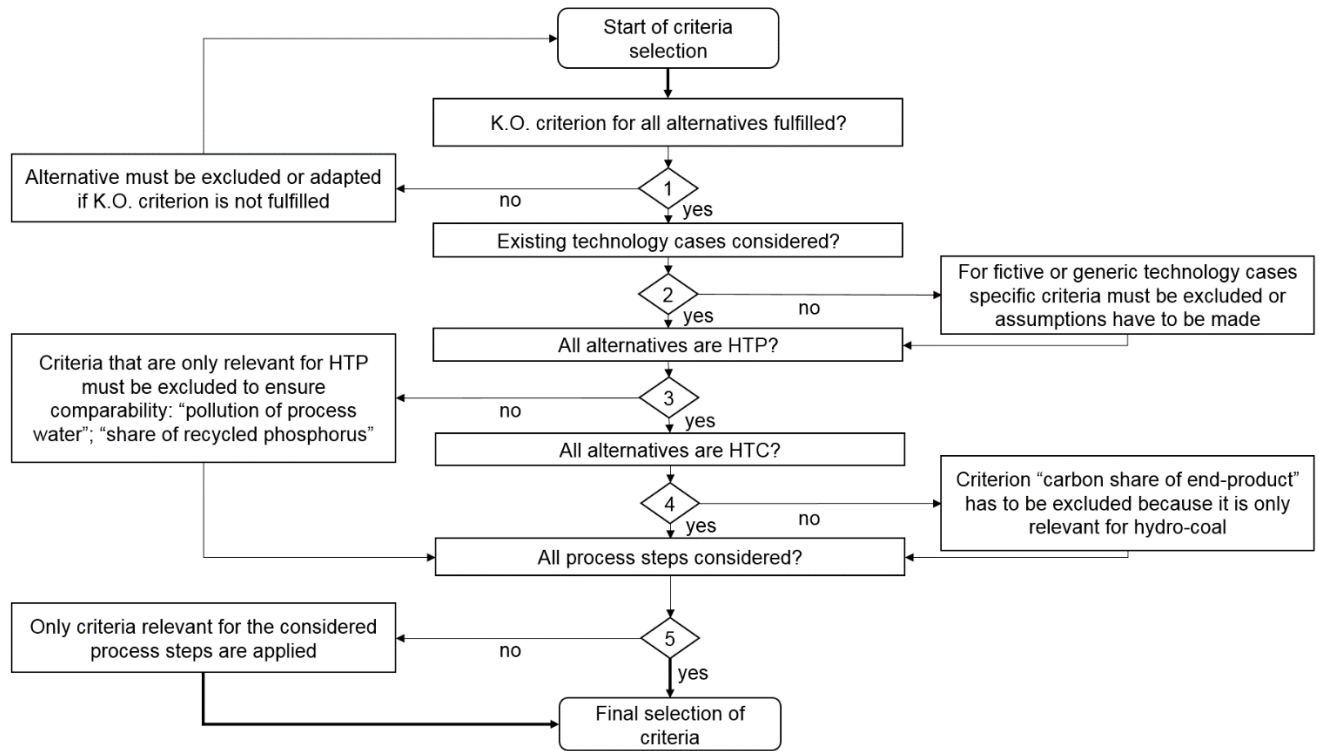 Start of criteria
selection
K.O. criterion for all alternatives fulfilled?
Alternative must be excluded or adapted
if K.O. criterion is not fulfilled
1
no
yes
Existing technology cases considered?
2
no
yes
For fictive or generic technology cases
specific criteria must be excluded or
assumptions have to be made
All alternatives are HTP?
Criteria that are only relevant for HTP
must be excluded to ensure
comparability: “pollution of process
water”; “share of recycled phosphorus”
3
no
yes
All alternatives are HTC?
4
no
yes
Criterion “carbon share of end-product”
has to be excluded because it is only
relevant for hydro-coal
All process steps considered?
Only criteria relevant for the considered
process steps are applied
5
no
yes
Final selection of
criteria